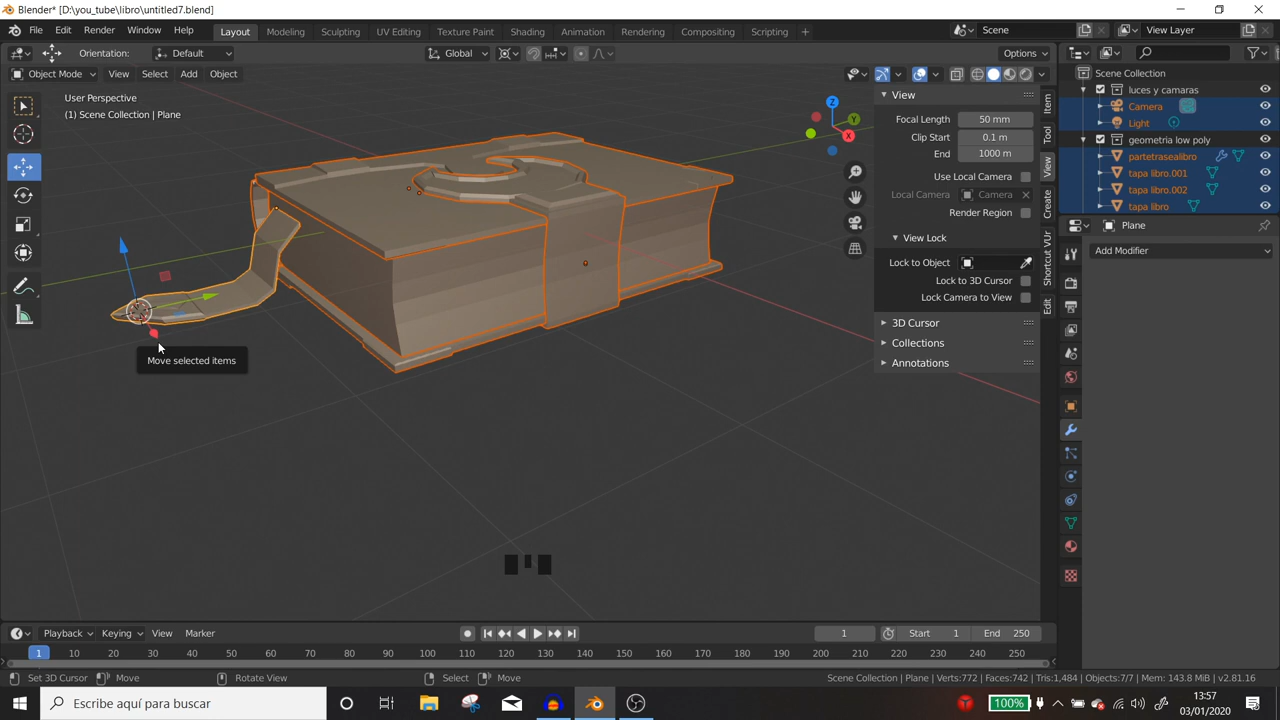 Blender* [D:\you_tube\libro\untitled7.blend]
File Edit Render Window Help Layout Modeling Sculpting UV Editing Texture Paint Shading Animation Rendering Compositing Scripting + Scene View Layer
Orientation: Default Global Options
Object Mode View Select Add Object
User Perspective
(1) Scene Collection | Plane
Z
Y
X
View
Focal Length 50 mm
Clip Start 0.1 m
End 1000 m
Use Local Camera
Local Camera Camera
Render Region
View Lock
Lock to Object
Lock to 3D Cursor
Lock Camera to View
3D Cursor
Collections
Annotations
Item
Tool
View
Create
Shortcut VUr
Edit
Scene Collection
luces y camaras
Camera
Light
geometria low poly
partetrasealibro
tapa libro.001
tapa libro.002
tapa libro
Plane
Add Modifier
Move selected items
Playback Keying View Marker 1 Start 1 End 250
1 10 20 30 40 50 60 70 80 90 100 110 120 130 140 150 160 170 180 190 200 210 220 230 240 250
Set 3D Cursor Move Rotate View Select Move Scene Collection | Plane | Verts:772 | Faces:742 | Tris:1,484 | Objects:7/7 | Mem: 143.8 MiB | v2.81.16
Escribe aquí para buscar
100%
13:57
03/01/2020